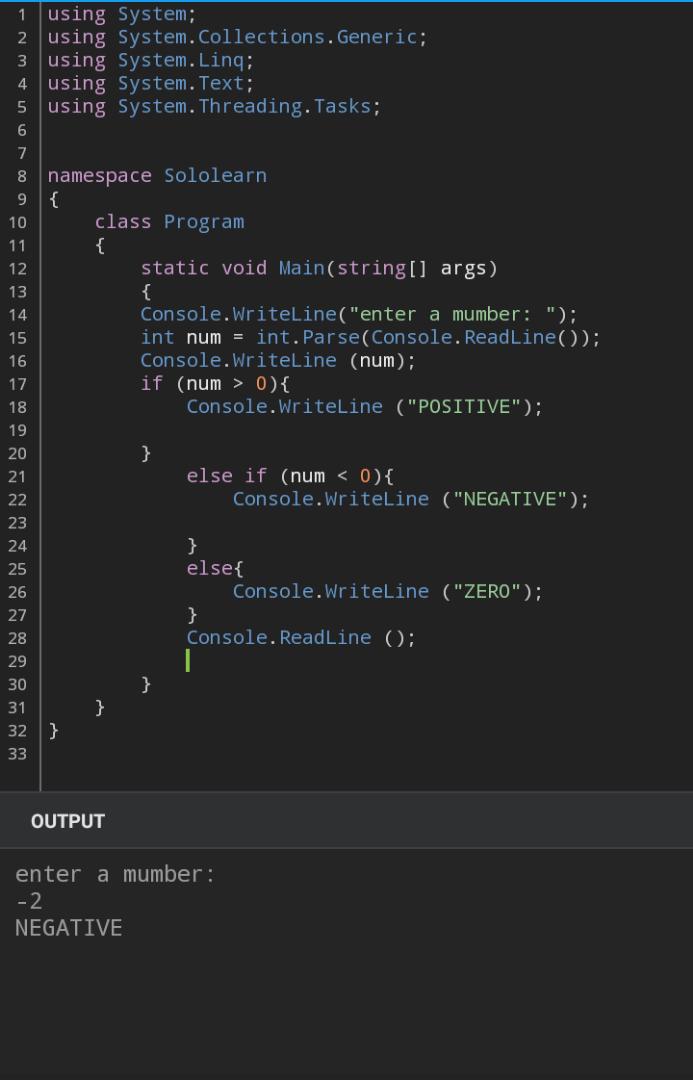 1 using System;
2 using System.Collections.Generic;
3 using System.Linq;
4 using System.Text;
5 using System.Threading.Tasks;
6
7
8 namespace Sololearn
9 {
10     class Program
11     {
12         static void Main(string[] args)
13         {
14         Console.WriteLine("enter a mumber: ");
15         int num = int.Parse(Console.ReadLine());
16         Console.WriteLine (num);
17         if (num > 0){
18             Console.WriteLine ("POSITIVE");
19
20         }
21             else if (num < 0){
22                 Console.WriteLine ("NEGATIVE");
23
24             }
25             else{
26                 Console.WriteLine ("ZERO");
27             }
28             Console.ReadLine ();
29
30         }
31     }
32 }
33
OUTPUT
enter a mumber:
-2
NEGATIVE